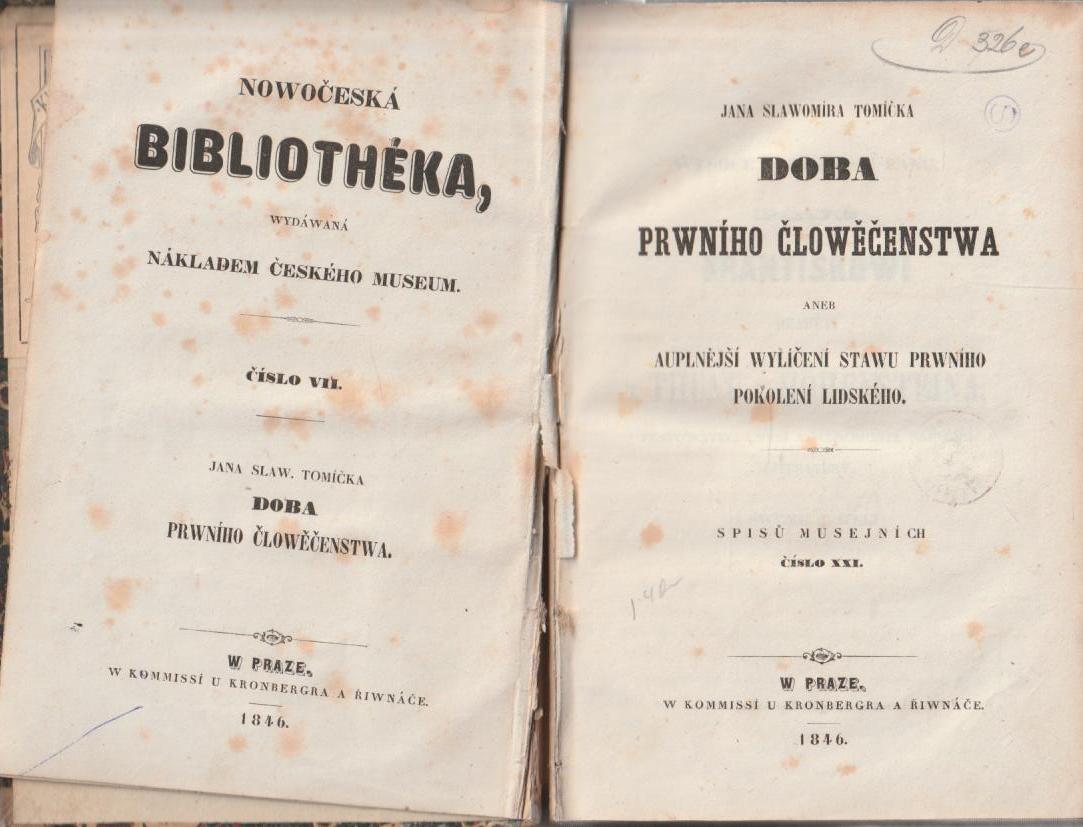 NOWOČESKÁ
BIBLIOTHÉKA,
WYDÁWANÁ
NÁKLADEM ČESKÉHO MUSEUM.
ČÍSLO VII.
JANA SLAW. TOMÍČKA
DOBA
PRWNÍHO ČLOWĚČENSTWA.
W PRAZE.
W KOMMISSÍ U KRONBERGRA A ŘIWNÁČE.
1846.
D 326e
JANA SLAWOMÍRA TOMÍČKA
DOBA
PRWNÍHO ČLOWĚČENSTWA
ANEB
AUPLNĚJŠÍ WYLÍČENÍ STAWU PRWNÍHO
POKOLENÍ LIDSKÉHO.
SPISŮ MUSEJNÍCH
ČÍSLO XXI.
W PRAZE.
W KOMMISSÍ U KRONBERGRA A ŘIWNÁČE.
1846.